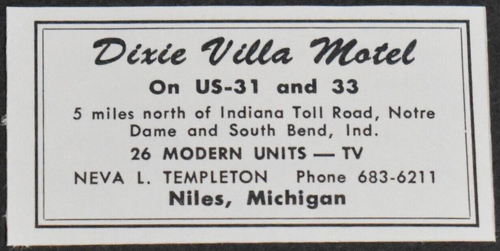 Dixie Villa Motel
On US-31 and 33
5 miles north of Indiana Toll Road, Notre
Dame and South Bend, Ind.
26 MODERN UNITS — TV
NEVA L. TEMPLETON Phone 683-6211
Niles, Michigan